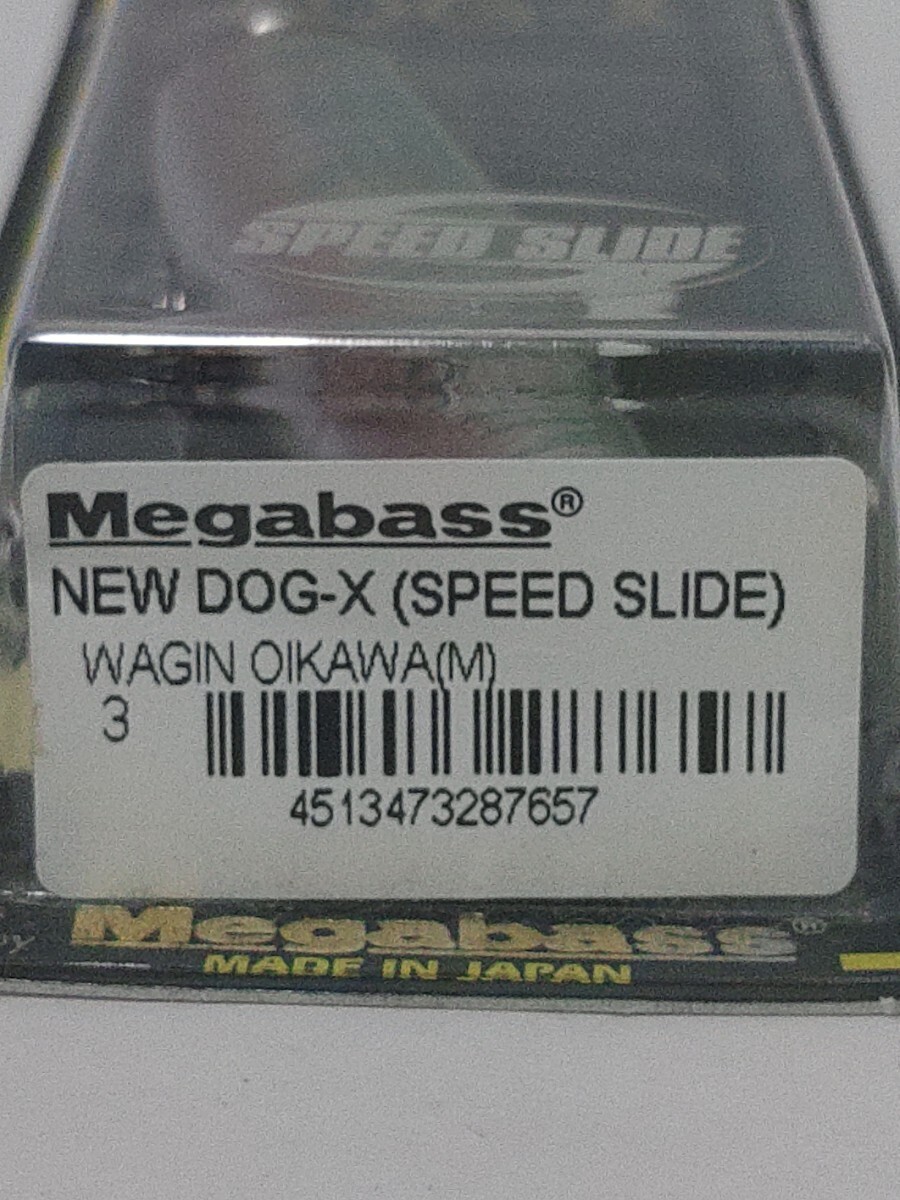 SPEED SLIDE
Megabass®
NEW DOG-X (SPEED SLIDE)
WAGIN OIKAWA(M)
3
4513473287657
Megabass®
MADE IN JAPAN